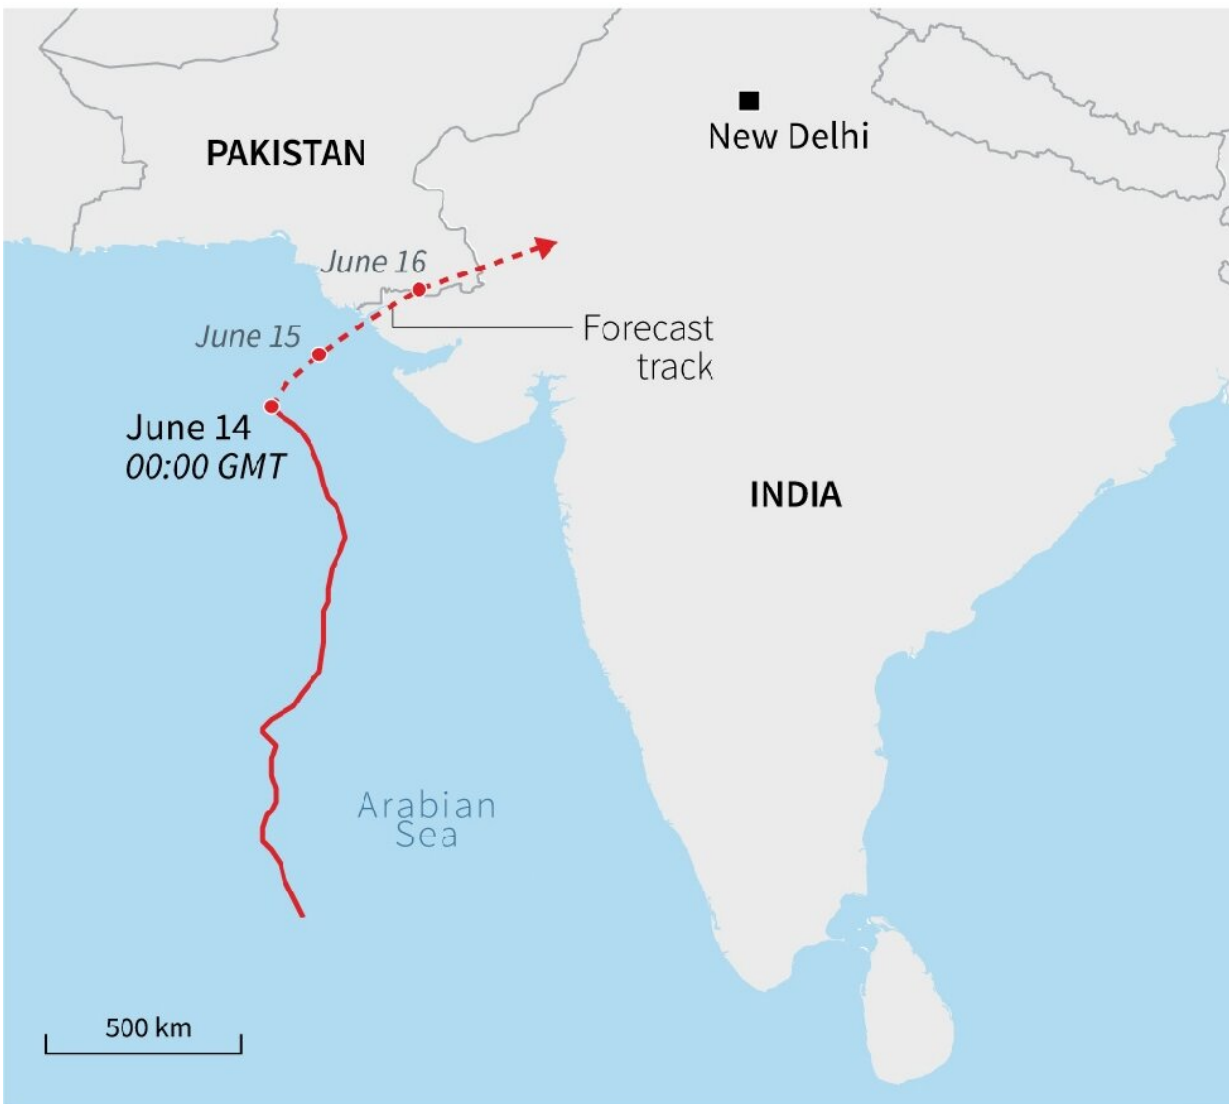 New Delhi
PAKISTAN
June 16
June 15
Forecast
track
June 14
00:00 GMT
INDIA
Arabian
Sea
500 km